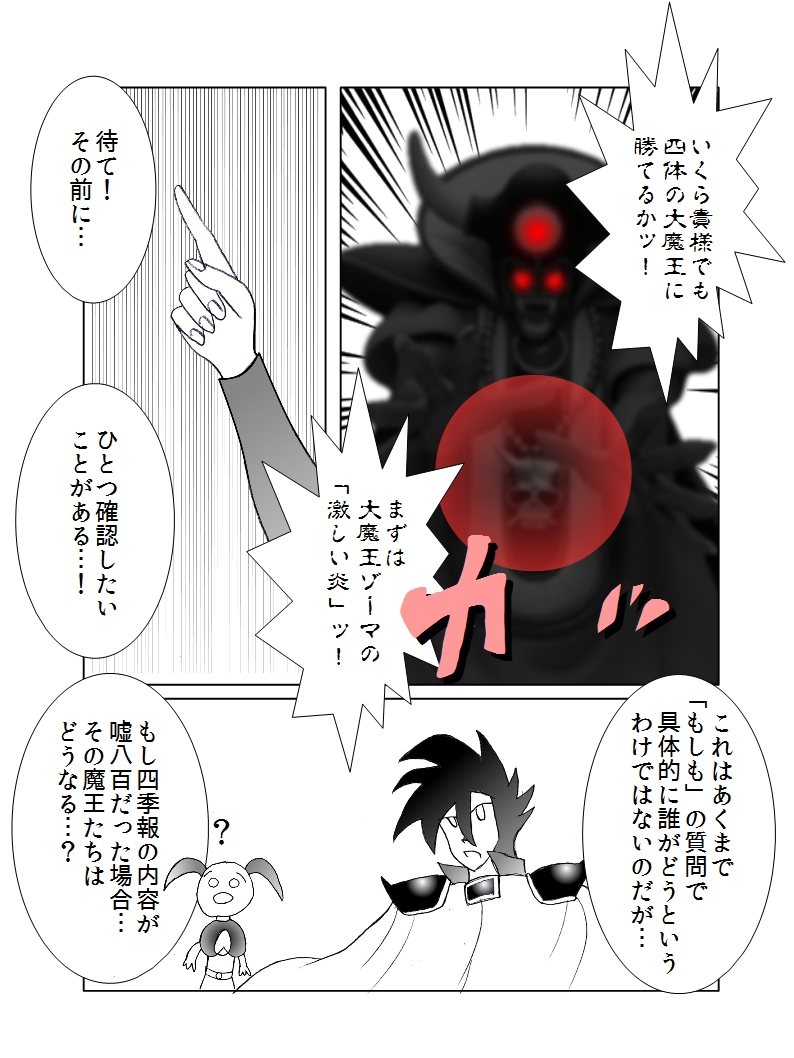 いくら貴様でも
四体の大魔王に
勝てるかッ！
まずは
大魔王ゾーマの
「激しい炎」ッ！
カッ
待て！
その前に…
ひとつ確認したい
ことがある…！
これはあくまで
「もしも」の質問で
具体的に誰がどうという
わけではないのだが…
もし四季報の内容が
嘘八百だった場合…
その魔王たちは
どうなる…？
？